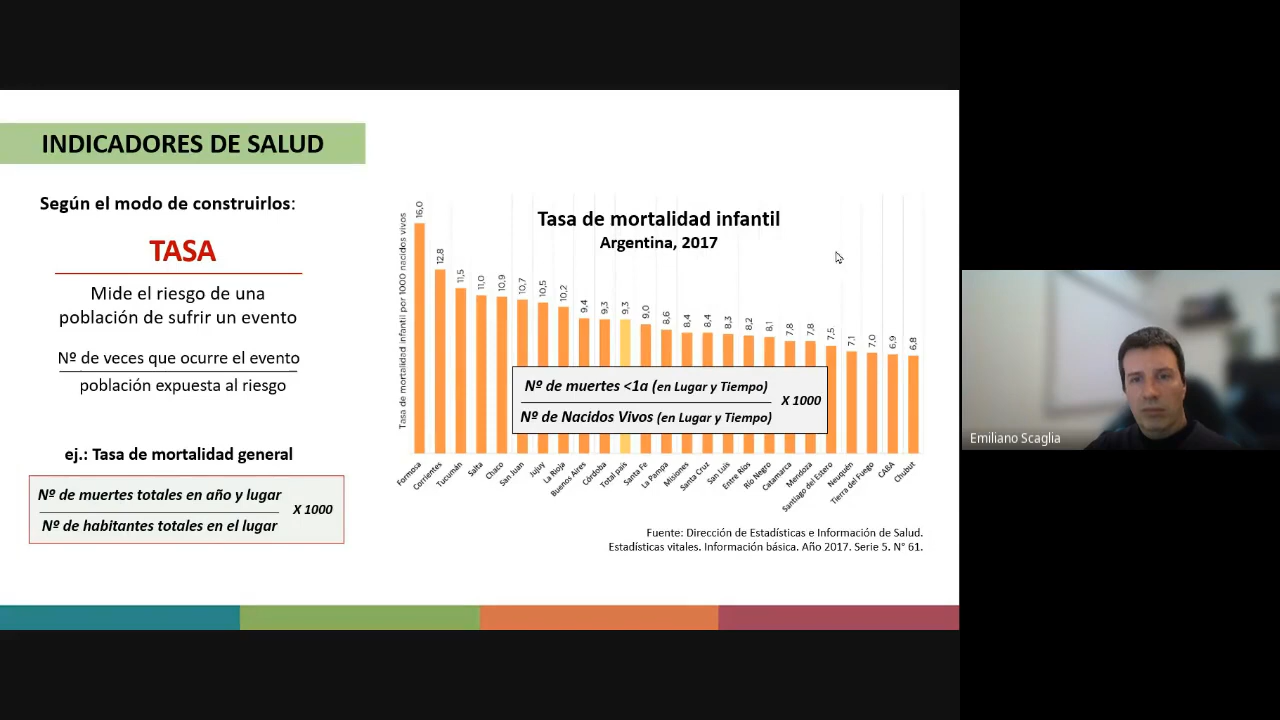 INDICADORES DE SALUD
Según el modo de construirlos:
TASA
Mide el riesgo de una
población de sufrir un evento
Nº de veces que ocurre el evento
población expuesta al riesgo
ej.: Tasa de mortalidad general
Nº de muertes totales en año y lugar
X 1000
Nº de habitantes totales en el lugar
Tasa de mortalidad infantil
Argentina, 2017
Tasa de mortalidad infantil por 1000 nacidos vivos
16,0
12,8
11,5
11,0
10,9
10,7
10,5
10,2
9,4
9,3
9,3
9,0
8,6
8,4
8,4
8,3
8,2
8,1
7,8
7,8
7,5
7,1
7,0
6,9
6,8
Nº de muertes <1a (en Lugar y Tiempo)
X 1000
Nº de Nacidos Vivos (en Lugar y Tiempo)
Formosa
Corrientes
Tucumán
Salta
Chaco
San Juan
Jujuy
La Rioja
Buenos Aires
Córdoba
Total país
Santa Fe
La Pampa
Misiones
Santa Cruz
San Luis
Entre Ríos
Río Negro
Catamarca
Mendoza
Santiago del Estero
Neuquén
Tierra del Fuego
CABA
Chubut
Fuente: Dirección de Estadísticas e Información de Salud.
Estadísticas vitales. Información básica. Año 2017. Serie 5. N° 61.
Emiliano Scaglia